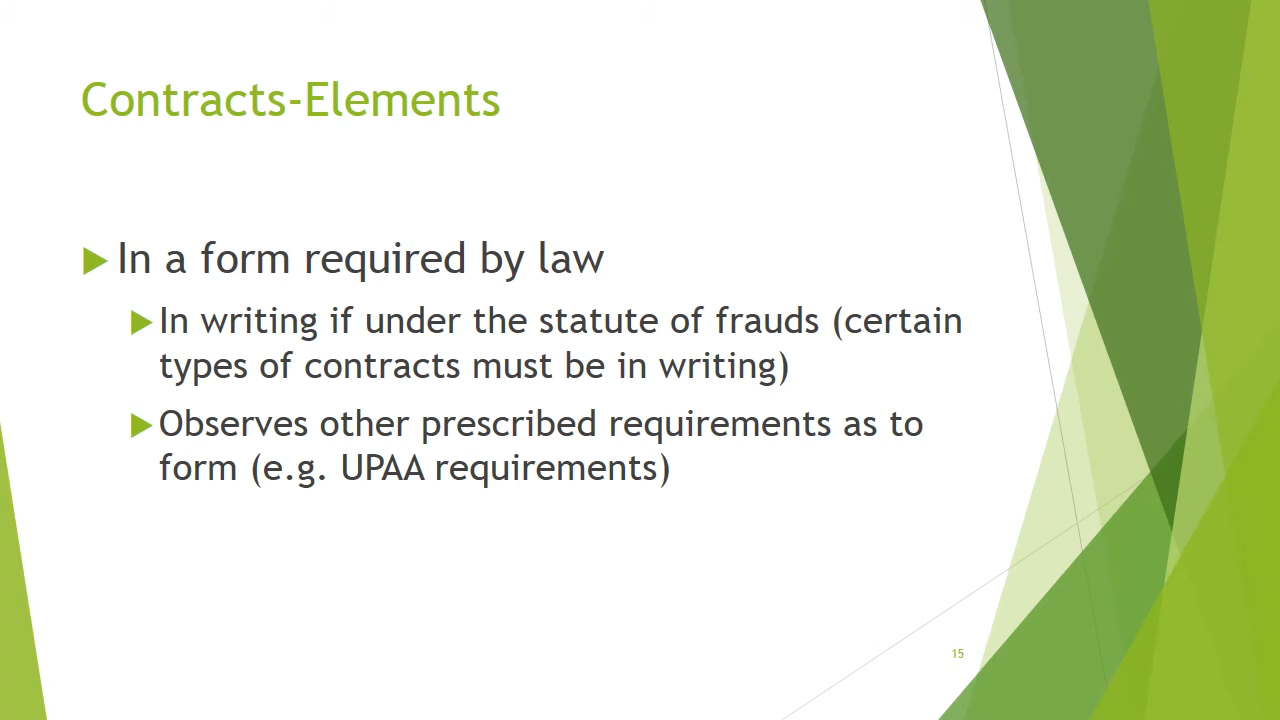 Contracts-Elements
In a form required by law
In writing if under the statute of frauds (certain
types of contracts must be in writing)
Observes other prescribed requirements as to
form (e.g. UPAA requirements)
15